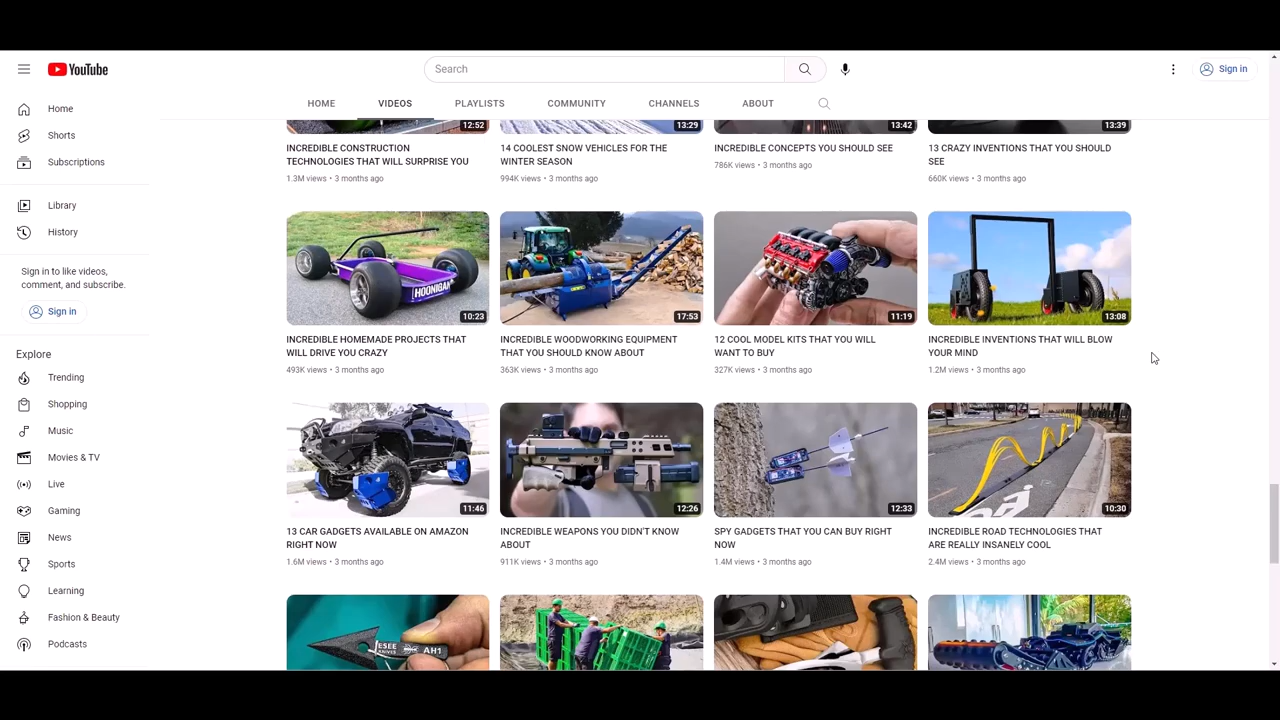 YouTube
Search
Sign in
HOME
VIDEOS
PLAYLISTS
COMMUNITY
CHANNELS
ABOUT
Home
Shorts
Subscriptions
Library
History
Sign in to like videos,
comment, and subscribe.
Sign in
Explore
Trending
Shopping
Music
Movies & TV
Live
Gaming
News
Sports
Learning
Fashion & Beauty
Podcasts
12:52
13:29
13:42
13:39
INCREDIBLE CONSTRUCTION
TECHNOLOGIES THAT WILL SURPRISE YOU
1.3M views • 3 months ago
14 COOLEST SNOW VEHICLES FOR THE
WINTER SEASON
994K views • 3 months ago
INCREDIBLE CONCEPTS YOU SHOULD SEE
786K views • 3 months ago
13 CRAZY INVENTIONS THAT YOU SHOULD
SEE
660K views • 3 months ago
HOONIGAN
10:23
17:53
11:19
13:08
INCREDIBLE HOMEMADE PROJECTS THAT
WILL DRIVE YOU CRAZY
493K views • 3 months ago
INCREDIBLE WOODWORKING EQUIPMENT
THAT YOU SHOULD KNOW ABOUT
363K views • 3 months ago
12 COOL MODEL KITS THAT YOU WILL
WANT TO BUY
327K views • 3 months ago
INCREDIBLE INVENTIONS THAT WILL BLOW
YOUR MIND
1.2M views • 3 months ago
11:46
12:26
12:33
10:30
13 CAR GADGETS AVAILABLE ON AMAZON
RIGHT NOW
1.6M views • 3 months ago
INCREDIBLE WEAPONS YOU DIDN'T KNOW
ABOUT
911K views • 3 months ago
SPY GADGETS THAT YOU CAN BUY RIGHT
NOW
1.4M views • 3 months ago
INCREDIBLE ROAD TECHNOLOGIES THAT
ARE REALLY INSANELY COOL
2.4M views • 3 months ago
ESEE
KNIVES
AH1